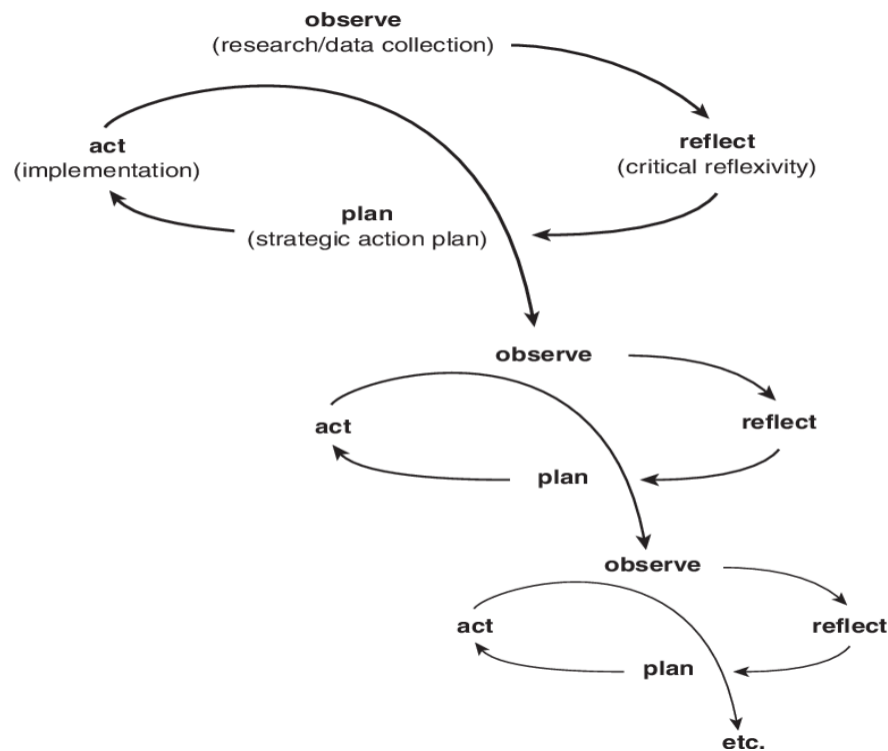 observe
(research/data collection)
act
(implementation)
reflect
(critical reflexivity)
plan
(strategic action plan)
observe
act
reflect
plan
observe
act
reflect
plan
etc.